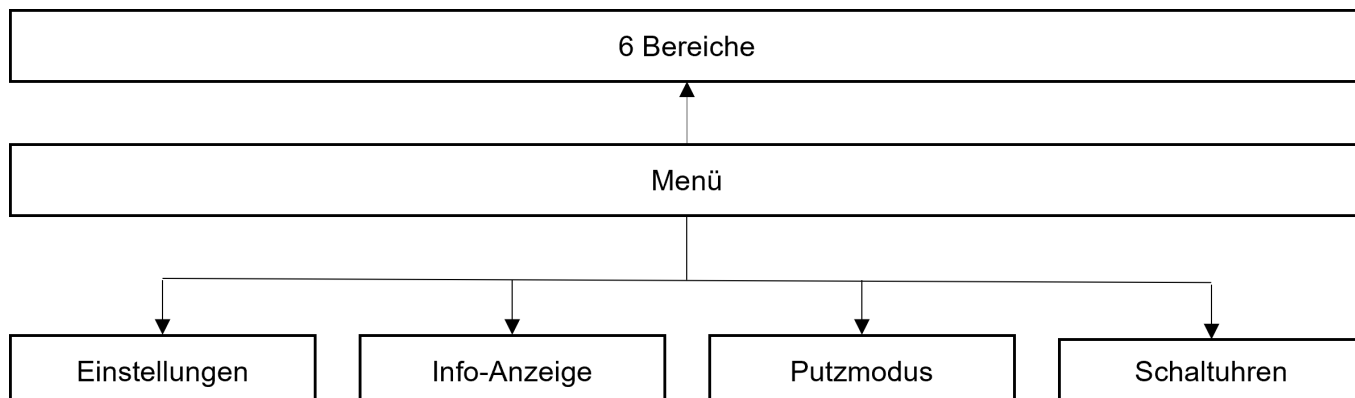 6 Bereiche
Menü
Einstellungen
Info-Anzeige
Putzmodus
Schaltuhren